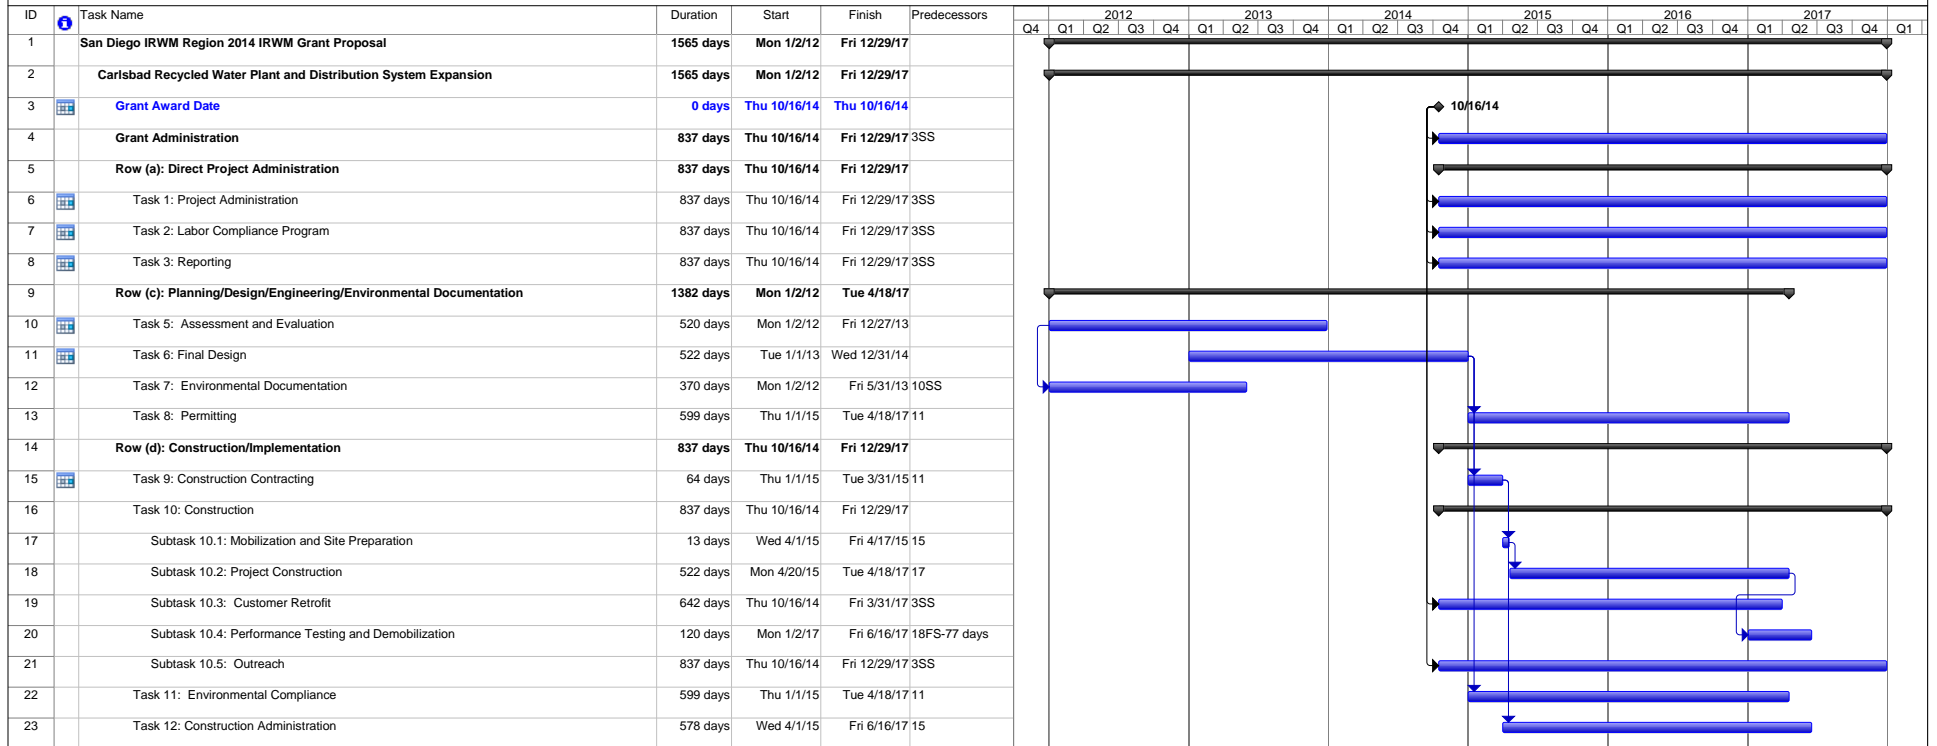 ID Task Name Duration Start Finish Predecessors 2012 2013 2014 2015 2016 2017
Q4 Q1 Q2 Q3 Q4 Q1 Q2 Q3 Q4 Q1 Q2 Q3 Q4 Q1 Q2 Q3 Q4 Q1 Q2 Q3 Q4 Q1 Q2 Q3 Q4 Q1
1 San Diego IRWM Region 2014 IRWM Grant Proposal 1565 days Mon 1/2/12 Fri 12/29/17
2 Carlsbad Recycled Water Plant and Distribution System Expansion 1565 days Mon 1/2/12 Fri 12/29/17
3 Grant Award Date 0 days Thu 10/16/14 Thu 10/16/14 10/16/14
4 Grant Administration 837 days Thu 10/16/14 Fri 12/29/17 3SS
5 Row (a): Direct Project Administration 837 days Thu 10/16/14 Fri 12/29/17
6 Task 1: Project Administration 837 days Thu 10/16/14 Fri 12/29/17 3SS
7 Task 2: Labor Compliance Program 837 days Thu 10/16/14 Fri 12/29/17 3SS
8 Task 3: Reporting 837 days Thu 10/16/14 Fri 12/29/17 3SS
9 Row (c): Planning/Design/Engineering/Environmental Documentation 1382 days Mon 1/2/12 Tue 4/18/17
10 Task 5: Assessment and Evaluation 520 days Mon 1/2/12 Fri 12/27/13
11 Task 6: Final Design 522 days Tue 1/1/13 Wed 12/31/14
12 Task 7: Environmental Documentation 370 days Mon 1/2/12 Fri 5/31/13 10SS
13 Task 8: Permitting 599 days Thu 1/1/15 Tue 4/18/17 11
14 Row (d): Construction/Implementation 837 days Thu 10/16/14 Fri 12/29/17
15 Task 9: Construction Contracting 64 days Thu 1/1/15 Tue 3/31/15 11
16 Task 10: Construction 837 days Thu 10/16/14 Fri 12/29/17
17 Subtask 10.1: Mobilization and Site Preparation 13 days Wed 4/1/15 Fri 4/17/15 15
18 Subtask 10.2: Project Construction 522 days Mon 4/20/15 Tue 4/18/17 17
19 Subtask 10.3: Customer Retrofit 642 days Thu 10/16/14 Fri 3/31/17 3SS
20 Subtask 10.4: Performance Testing and Demobilization 120 days Mon 1/2/17 Fri 6/16/17 18FS-77 days
21 Subtask 10.5: Outreach 837 days Thu 10/16/14 Fri 12/29/17 3SS
22 Task 11: Environmental Compliance 599 days Thu 1/1/15 Tue 4/18/17 11
23 Task 12: Construction Administration 578 days Wed 4/1/15 Fri 6/16/17 15